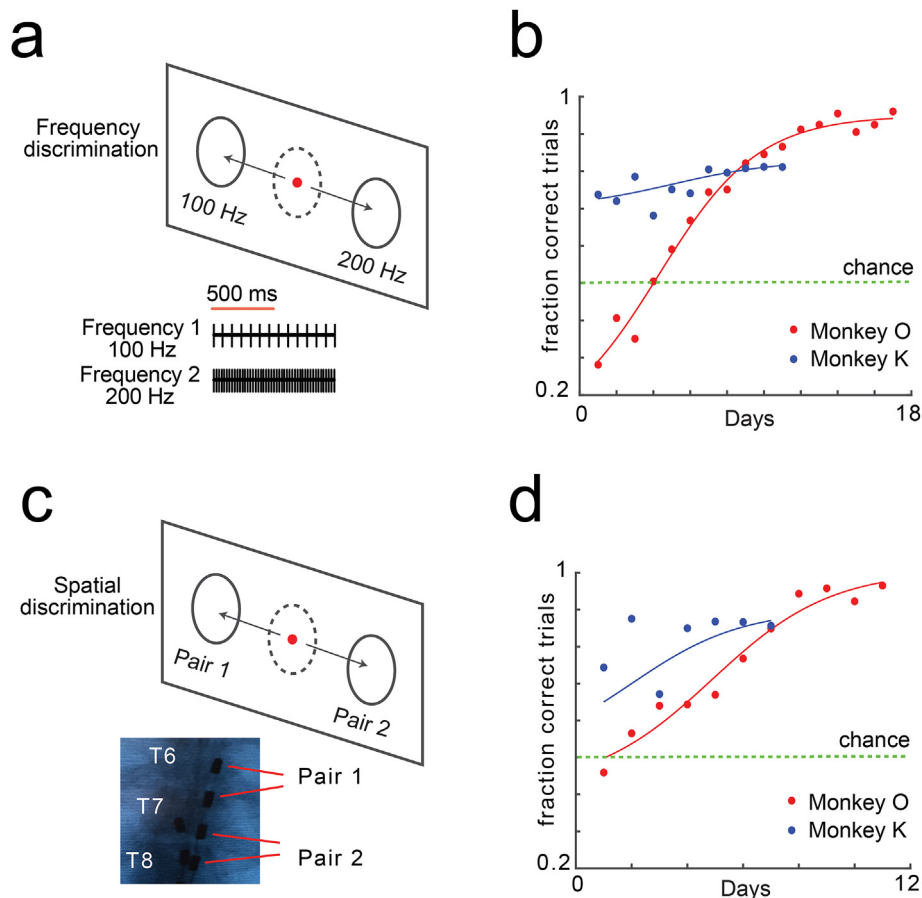 a
Frequency
discrimination
100 Hz
200 Hz
500 ms
Frequency 1
100 Hz
Frequency 2
200 Hz
b
fraction correct trials
1
0.2
chance
Monkey O
Monkey K
0
Days
18
c
Spatial
discrimination
Pair 1
Pair 2
T6
T7
T8
Pair 1
Pair 2
d
fraction correct trials
1
0.2
chance
Monkey O
Monkey K
0
Days
12